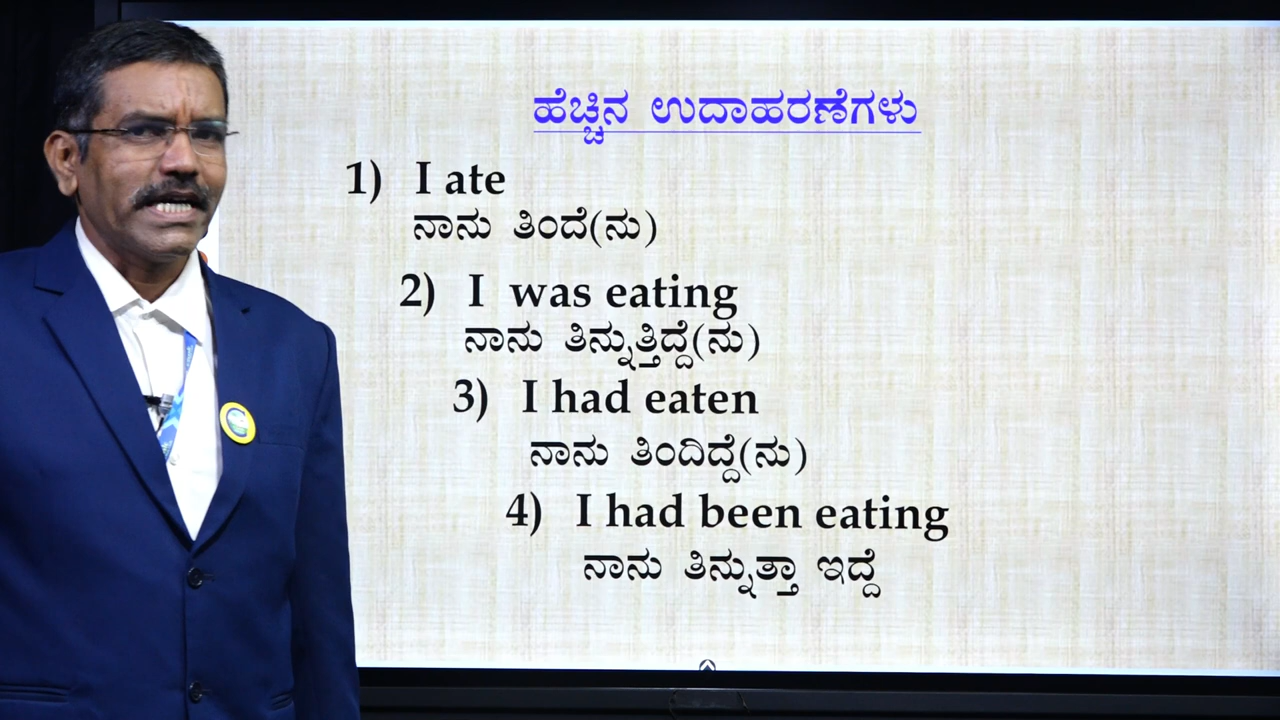 ಹೆಚ್ಚಿನ ಉದಾಹರಣೆಗಳು
1) I ate
ನಾನು ತಿಂದೆ(ನು)
2) I was eating
ನಾನು ತಿನ್ನುತ್ತಿದ್ದೆ(ನು)
3) I had eaten
ನಾನು ತಿಂದಿದ್ದೆ(ನು)
4) I had been eating
ನಾನು ತಿನ್ನುತ್ತಾ ಇದ್ದೆ